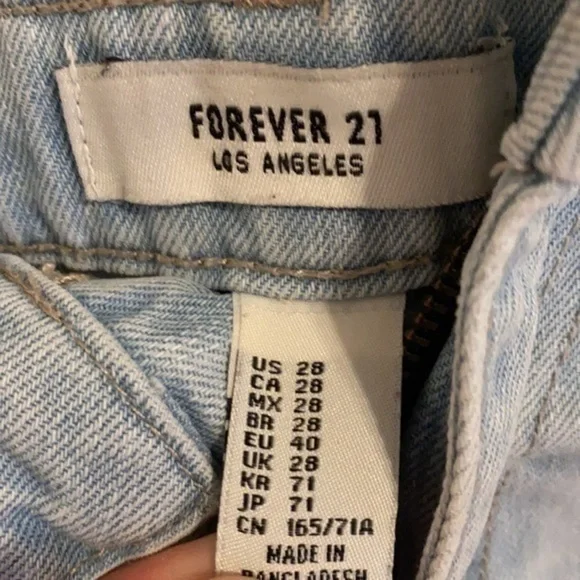 FOREVER 21
LOS ANGELES
US 28
CA 28
MX 28
BR 28
EU 40
UK 28
KR 71
JP 71
CN 165/71A
MADE IN
BANGLADESH